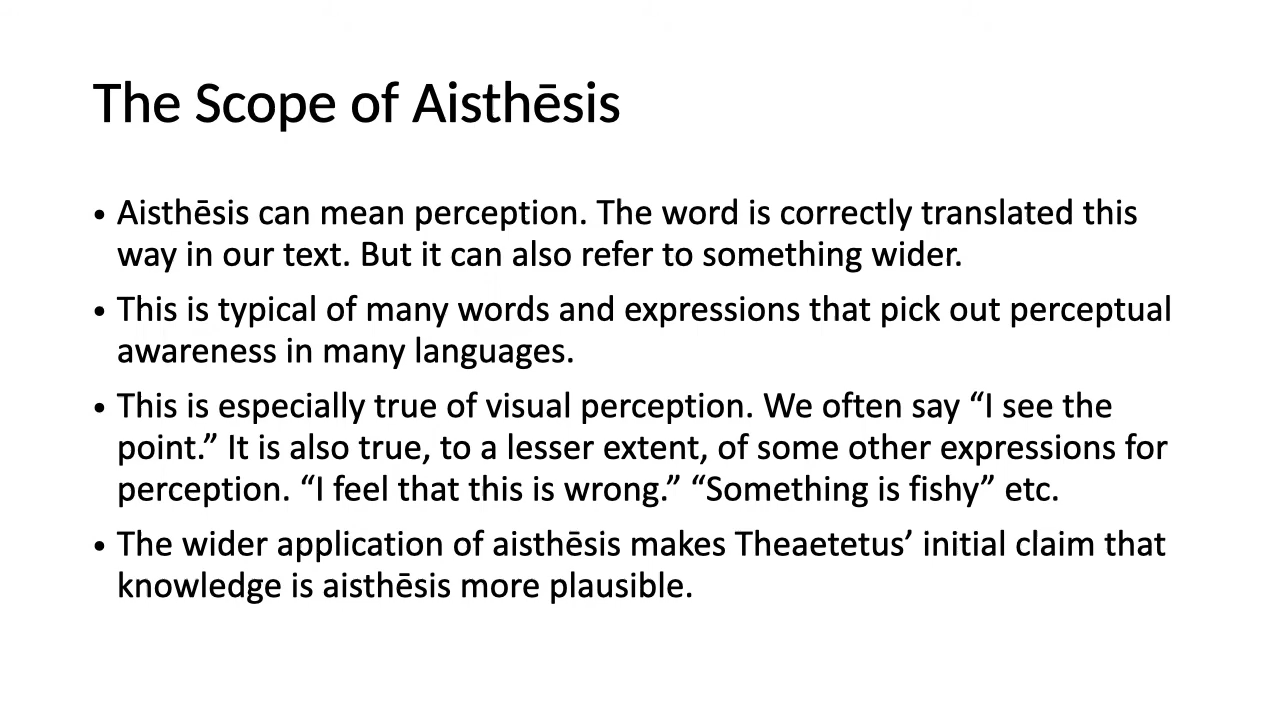 The Scope of Aisthēsis
• Aisthēsis can mean perception. The word is correctly translated this
way in our text. But it can also refer to something wider.
• This is typical of many words and expressions that pick out perceptual
awareness in many languages.
• This is especially true of visual perception. We often say “I see the
point.” It is also true, to a lesser extent, of some other expressions for
perception. “I feel that this is wrong.” “Something is fishy” etc.
• The wider application of aisthēsis makes Theaetetus’ initial claim that
knowledge is aisthēsis more plausible.